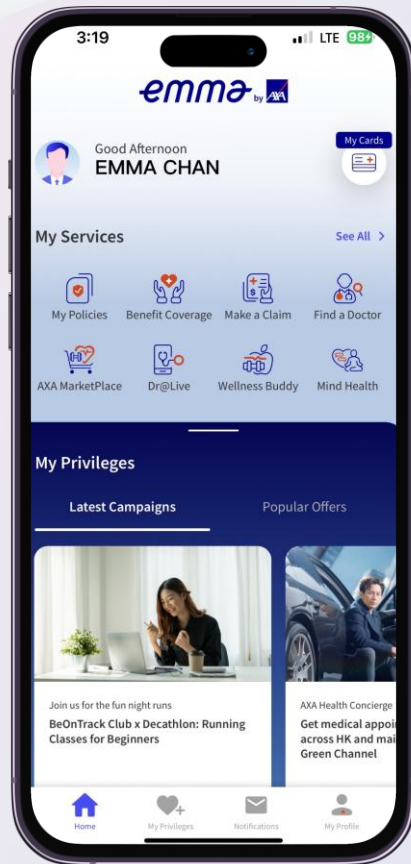 3:19
LTE 98
emma by AXA
My Cards
Good Afternoon
EMMA CHAN
My Services
See All >
My Policies
Benefit Coverage
Make a Claim
Find a Doctor
AXA MarketPlace
Dr@Live
Wellness Buddy
Mind Health
My Privileges
Latest Campaigns
Popular Offers
Join us for the fun night runs
BeOnTrack Club x Decathlon: Running
Classes for Beginners
AXA Health Concierge
Get medical appoi
across HK and mai
Green Channel
Home
My Privileges
Notifications
My Profile